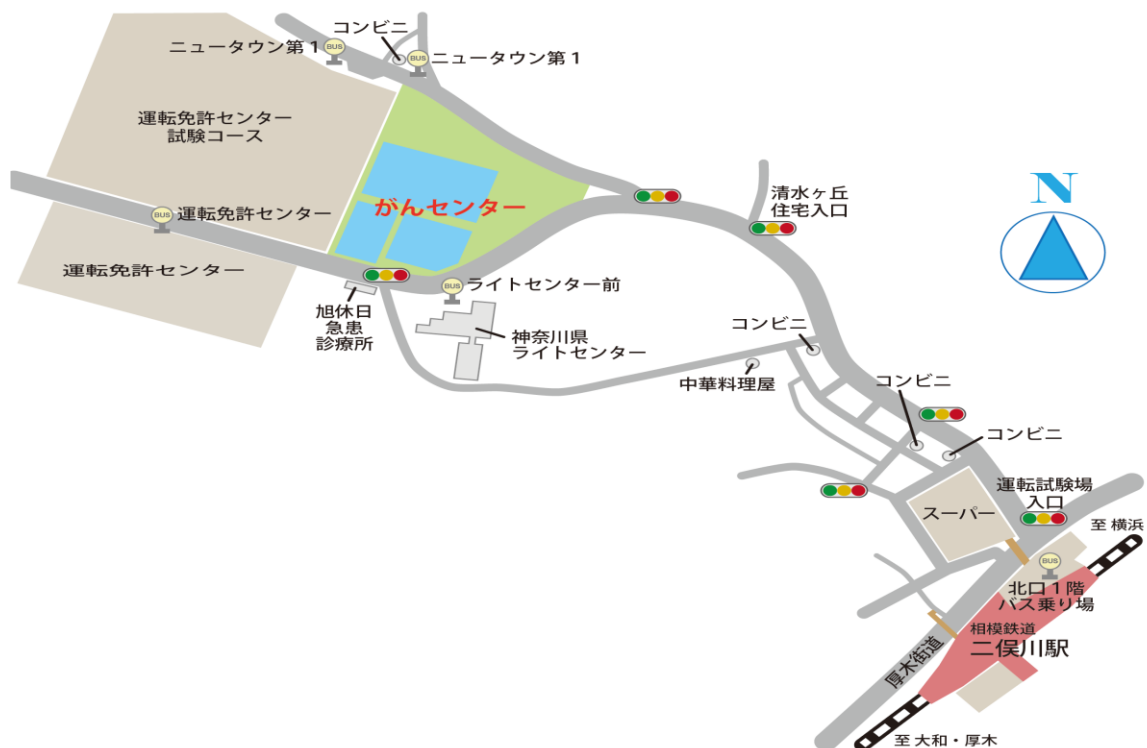 コンビニ
ニュータウン第1
BUS
BUS
ニュータウン第1
運転免許センター
試験コース
がんセンター
清水ヶ丘
住宅入口
N
BUS
運転免許センター
運転免許センター
BUS
ライトセンター前
旭休日
急患
診療所
神奈川県
ライトセンター
コンビニ
中華料理屋
コンビニ
コンビニ
スーパー
運転試験場
入口
至 横浜
BUS
北口1階
バス乗り場
相模鉄道
二俣川駅
厚木街道
至 大和・厚木